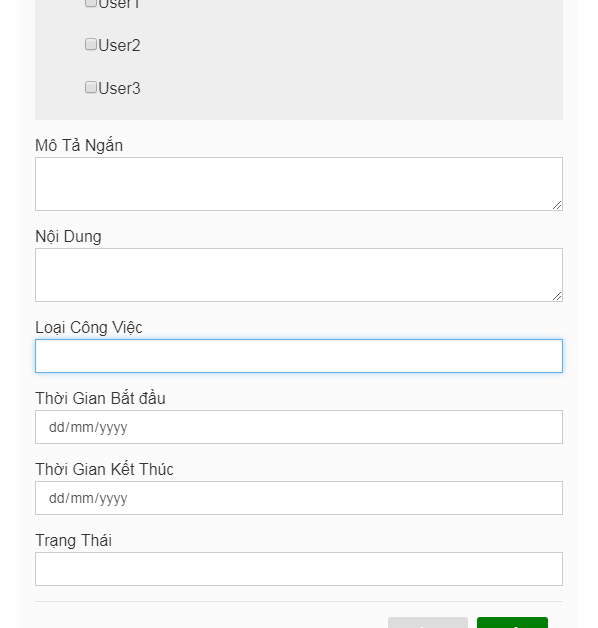 User1
User2
User3
Mô Tả Ngắn
Nội Dung
Loại Công Việc
Thời Gian Bắt đầu
dd/mm/yyyy
Thời Gian Kết Thúc
dd/mm/yyyy
Trạng Thái